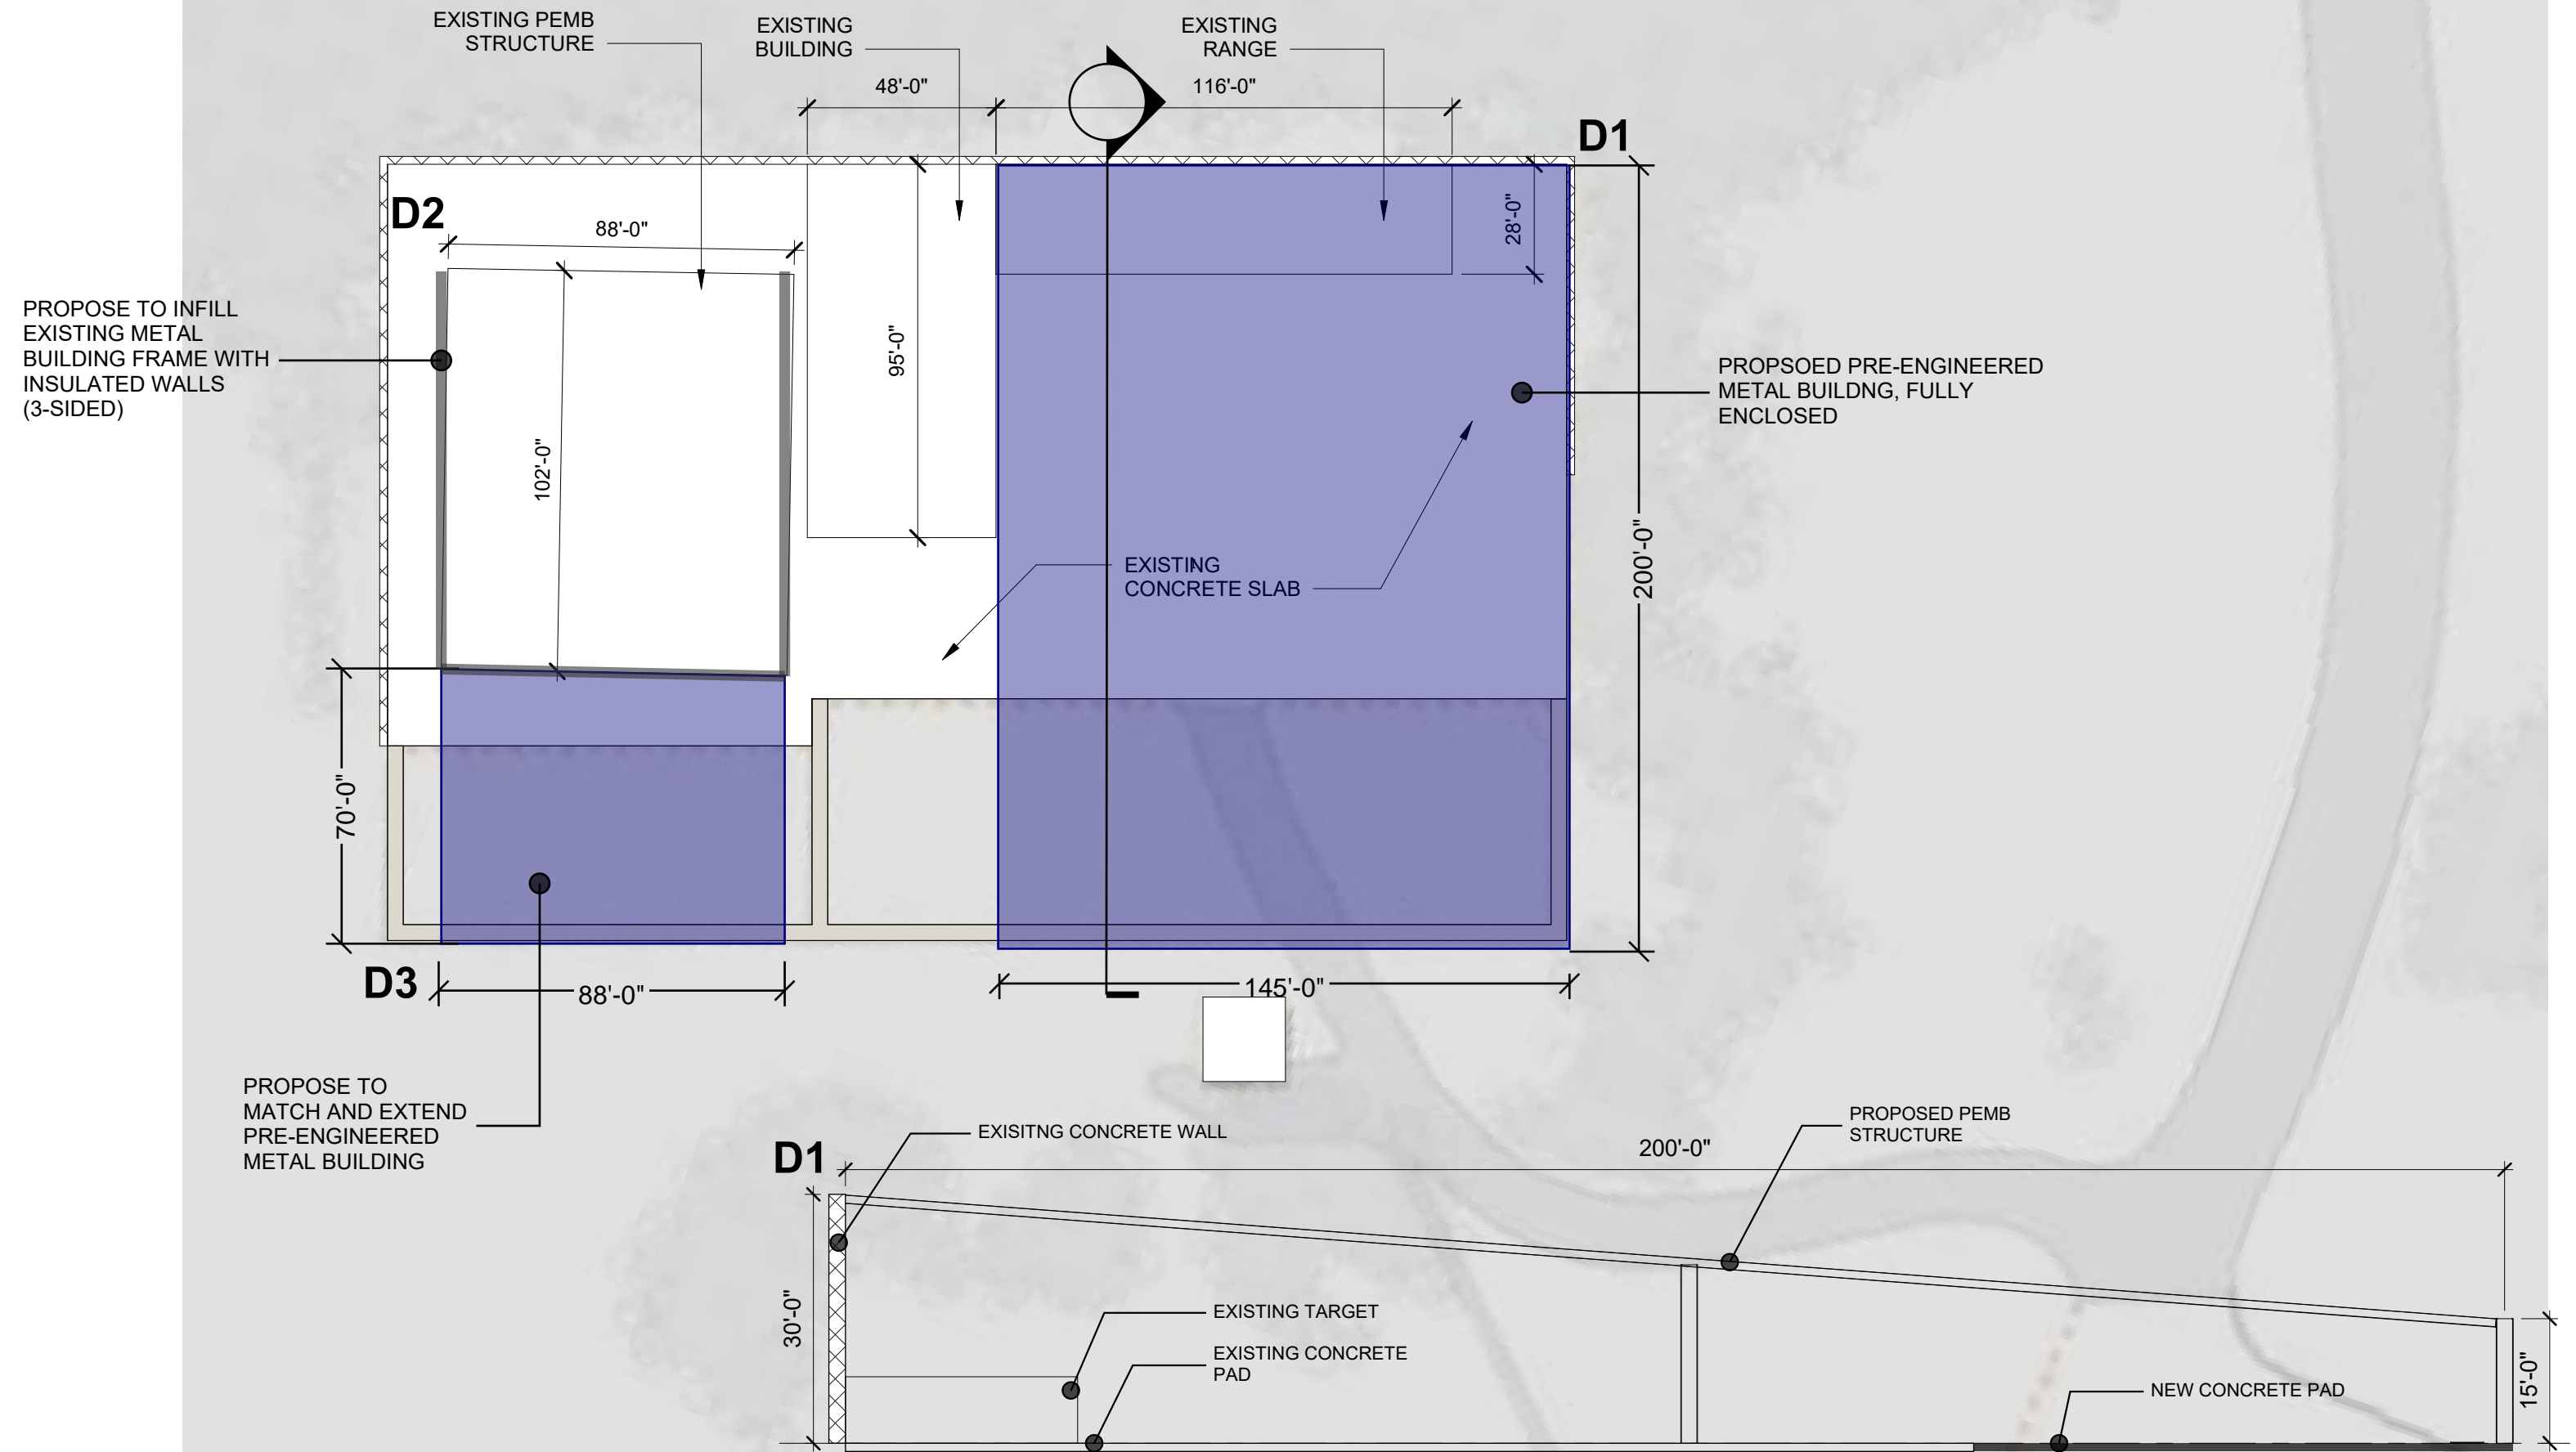 EXISTING PEMB
STRUCTURE
EXISTING
BUILDING
EXISTING
RANGE
48'-0"
116'-0"
D1
D2
88'-0"
28'-0"
PROPOSE TO INFILL
EXISTING METAL
BUILDING FRAME WITH
INSULATED WALLS
(3-SIDED)
95'-0"
102'-0"
PROPSOED PRE-ENGINEERED
METAL BUILDNG, FULLY
ENCLOSED
EXISTING
CONCRETE SLAB
200'-0"
70'-0"
D3
88'-0"
145'-0"
PROPOSE TO
MATCH AND EXTEND
PRE-ENGINEERED
METAL BUILDING
D1
EXISITNG CONCRETE WALL
200'-0"
PROPOSED PEMB
STRUCTURE
30'-0"
EXISTING TARGET
EXISTING CONCRETE
PAD
NEW CONCRETE PAD
15'-0"